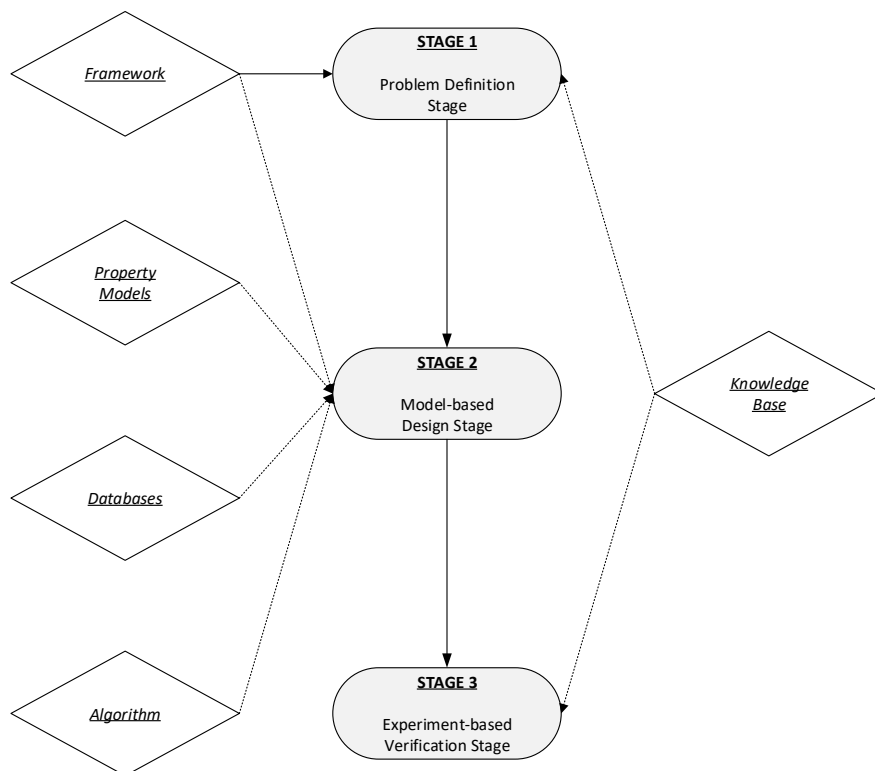 Framework
STAGE 1
Problem Definition
Stage
Property
Models
STAGE 2
Model-based
Design Stage
Knowledge
Base
Databases
Algorithm
STAGE 3
Experiment-based
Verification Stage